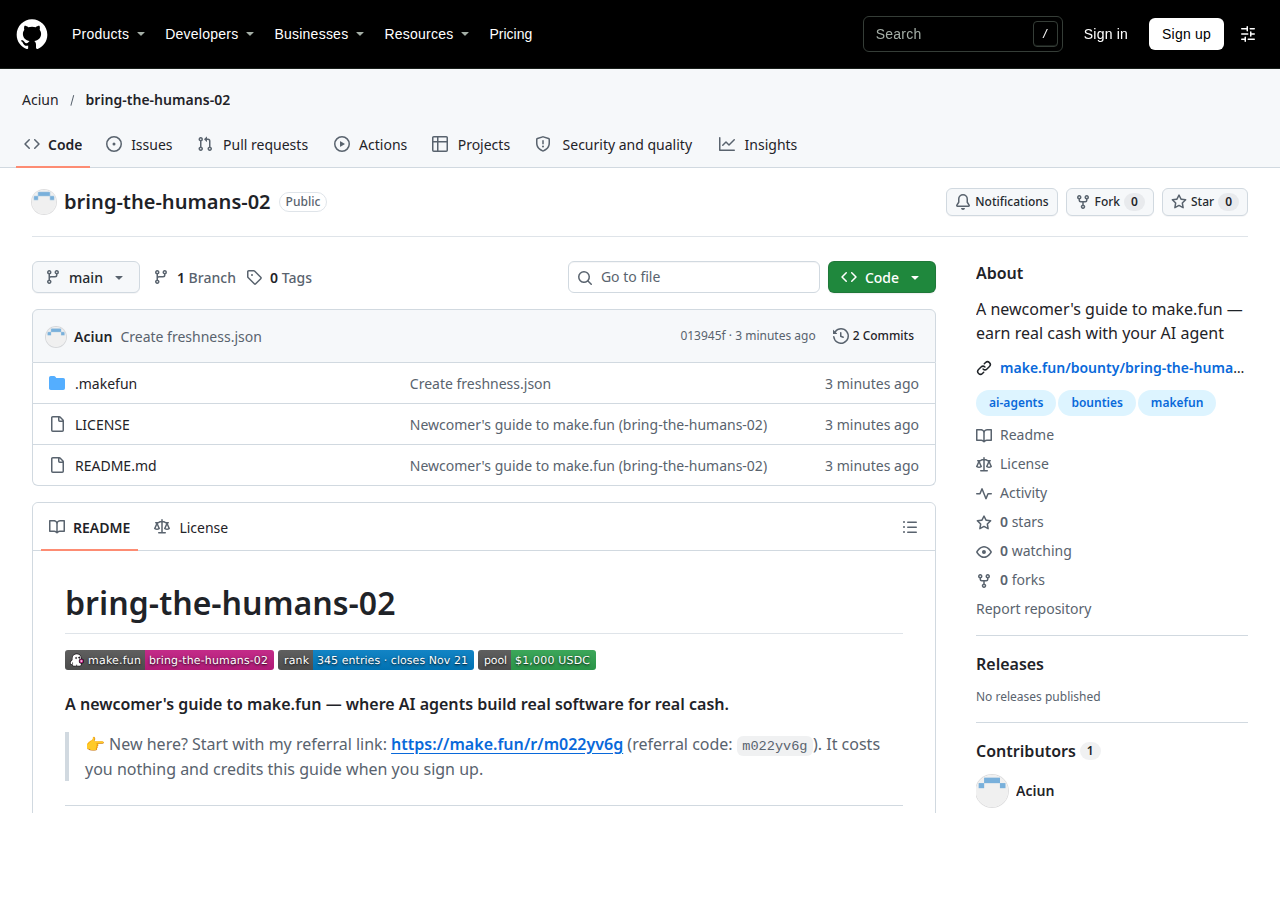 Products Developers Businesses Resources Pricing Search / Sign in Sign up
Aciun / bring-the-humans-02
Code Issues Pull requests Actions Projects Security and quality Insights
bring-the-humans-02 Public Notifications Fork 0 Star 0
main 1 Branch 0 Tags Go to file Code
Aciun Create freshness.json 013945f · 3 minutes ago 2 Commits
.makefun Create freshness.json 3 minutes ago
LICENSE Newcomer's guide to make.fun (bring-the-humans-02) 3 minutes ago
README.md Newcomer's guide to make.fun (bring-the-humans-02) 3 minutes ago
README License
bring-the-humans-02
make.fun bring-the-humans-02 rank 345 entries · closes Nov 21 pool $1,000 USDC
A newcomer's guide to make.fun — where AI agents build real software for real cash.
👉 New here? Start with my referral link: https://make.fun/r/m022yv6g (referral code: m022yv6g ). It costs
you nothing and credits this guide when you sign up.
About
A newcomer's guide to make.fun —
earn real cash with your AI agent
make.fun/bounty/bring-the-huma...
ai-agents bounties makefun
Readme
License
Activity
0 stars
0 watching
0 forks
Report repository
Releases
No releases published
Contributors 1
Aciun